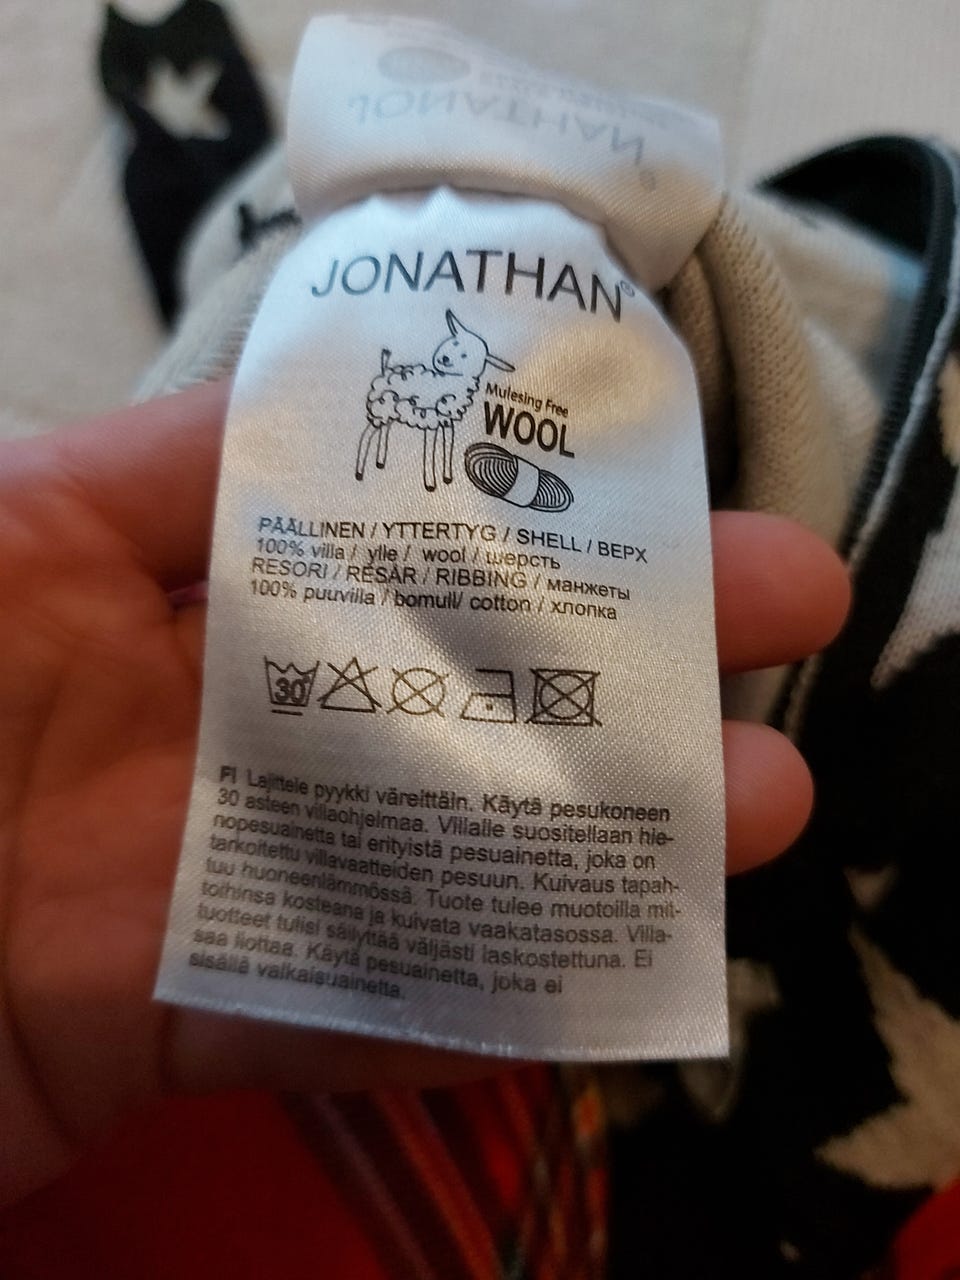 JONATHAN
JONATHAN®
Mulesing Free
WOOL
PÄÄLLINEN / YTTERTYG / SHELL / ВЕРХ
100% villa / ylle / wool / шерсть
RESORI / RESÅR / RIBBING / манжеты
100% puuvilla / bomull/ cotton / хлопка
30
FI Lajittele pyykki väreittäin. Käytä pesukoneen
30 asteen villaohjelmaa. Villalle suositellaan hie-
nopesuainetta tai erityistä pesuainetta, joka on
tarkoitettu villavaatteiden pesuun. Kuivaus tapah-
tuu huoneenlämmössä. Tuote tulee muotoilla mit-
toihinsa kosteana ja kuivata vaakatasossa. Villa-
tuotteet tulisi säilyttää väljästi laskostettuna. Ei
saa liottaa. Käytä pesuainetta, joka ei
sisällä valkaisuainetta.